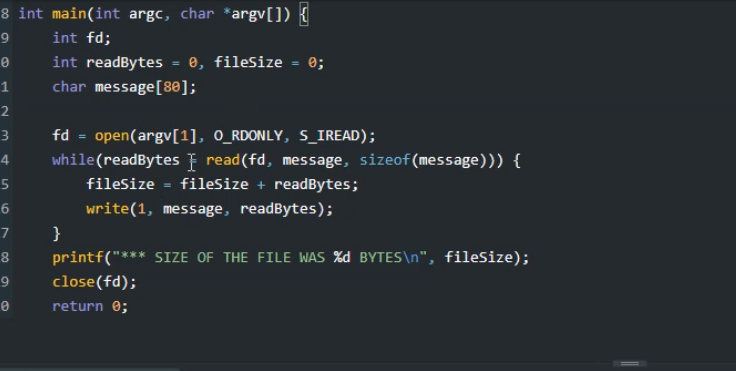 8 int main(int argc, char *argv[]) {
9     int fd;
0     int readBytes = 0, fileSize = 0;
1     char message[80];
2
3     fd = open(argv[1], O_RDONLY, S_IREAD);
4     while(readBytes = read(fd, message, sizeof(message))) {
5         fileSize = fileSize + readBytes;
6         write(1, message, readBytes);
7     }
8     printf("*** SIZE OF THE FILE WAS %d BYTES\n", fileSize);
9     close(fd);
0     return 0;